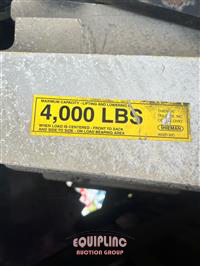 MAXIMUM CAPACITY - LIFTING AND LOWERING
4,000 LBS
WHEN LOAD IS CENTERED - FRONT TO BACK
AND SIDE TO SIDE - ON LOAD BEARING AREA
EQUIPLINC
AUCTION GROUP